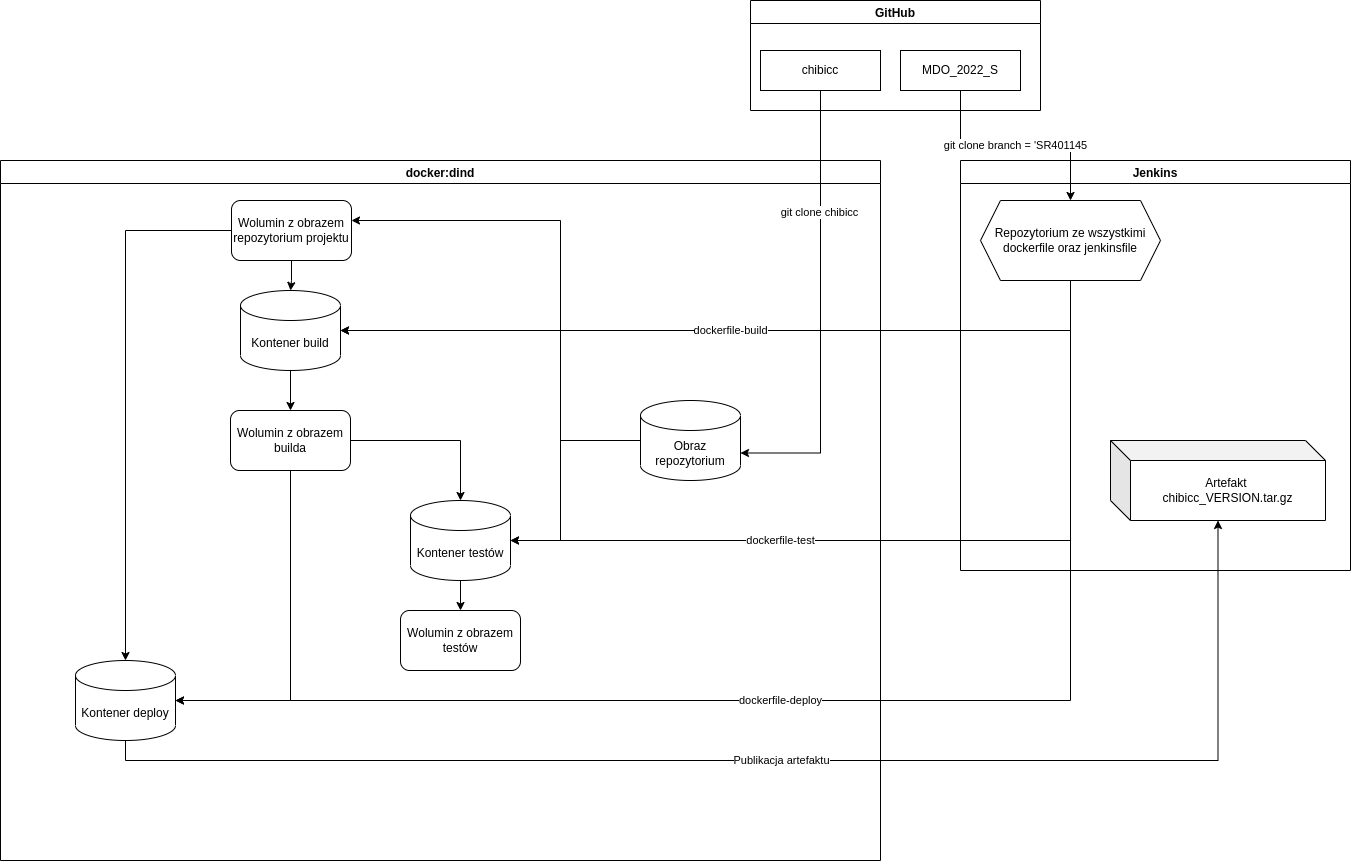 GitHub
chibicc
MDO_2022_S
git clone branch = 'SR401145
docker:dind
Jenkins
Wolumin z obrazem
repozytorium projektu
git clone chibicc
Repozytorium ze wszystkimi
dockerfile oraz jenkinsfile
dockerfile-build
Kontener build
Wolumin z obrazem
builda
Obraz
repozytorium
Artefakt
chibicc_VERSION.tar.gz
dockerfile-test
Kontener testów
Wolumin z obrazem
testów
dockerfile-deploy
Kontener deploy
Publikacja artefaktu